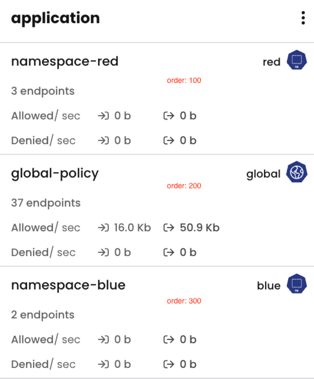 application
namespace-red red
order: 100
3 endpoints
Allowed/ sec 0 b 0 b
Denied/ sec 0 b 0 b
global-policy global
order: 200
37 endpoints
Allowed/ sec 16.0 Kb 50.9 Kb
Denied/ sec 0 b 0 b
namespace-blue blue
order: 300
2 endpoints
Allowed/ sec 0 b 0 b
Denied/ sec 0 b 0 b